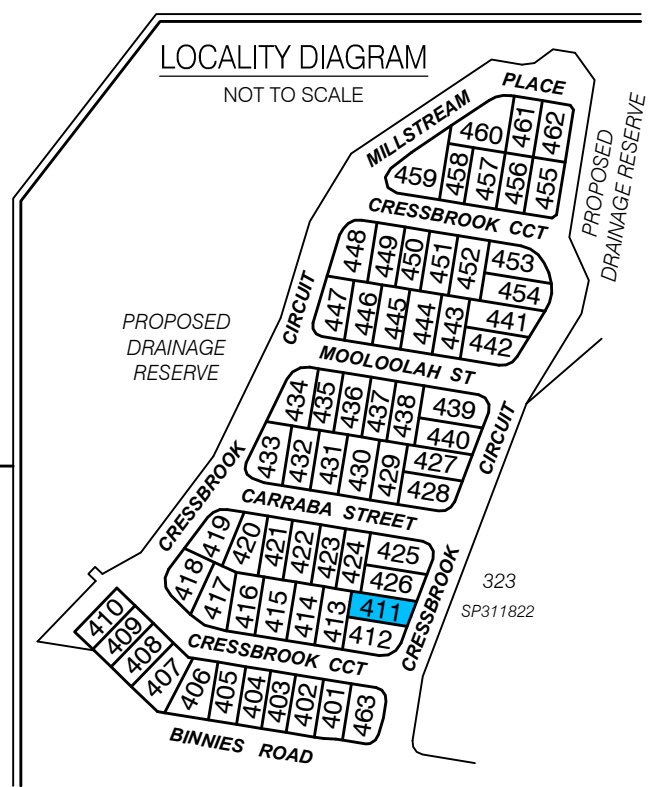 LOCALITY DIAGRAM
NOT TO SCALE
MILLSTREAM PLACE
460 461 462
459 458 457 456 455
PROPOSED
DRAINAGE RESERVE
CRESSBROOK CCT
448 449 450 451 452 453
454
447 446 445 444 443 441
442
CIRCUIT
PROPOSED
DRAINAGE
RESERVE
MOOLOOLAH ST
434 435 436 437 438 439
440
433 432 431 430 429 427
428
CIRCUIT
CRESSBROOK
CARRABA STREET
419 420 421 422 423 424 425
426
418 417 416 415 414 413 411
412
CRESSBROOK
323
SP311822
CRESSBROOK CCT
410
409
408
407
406 405 404 403 402 401 463
BINNIES ROAD